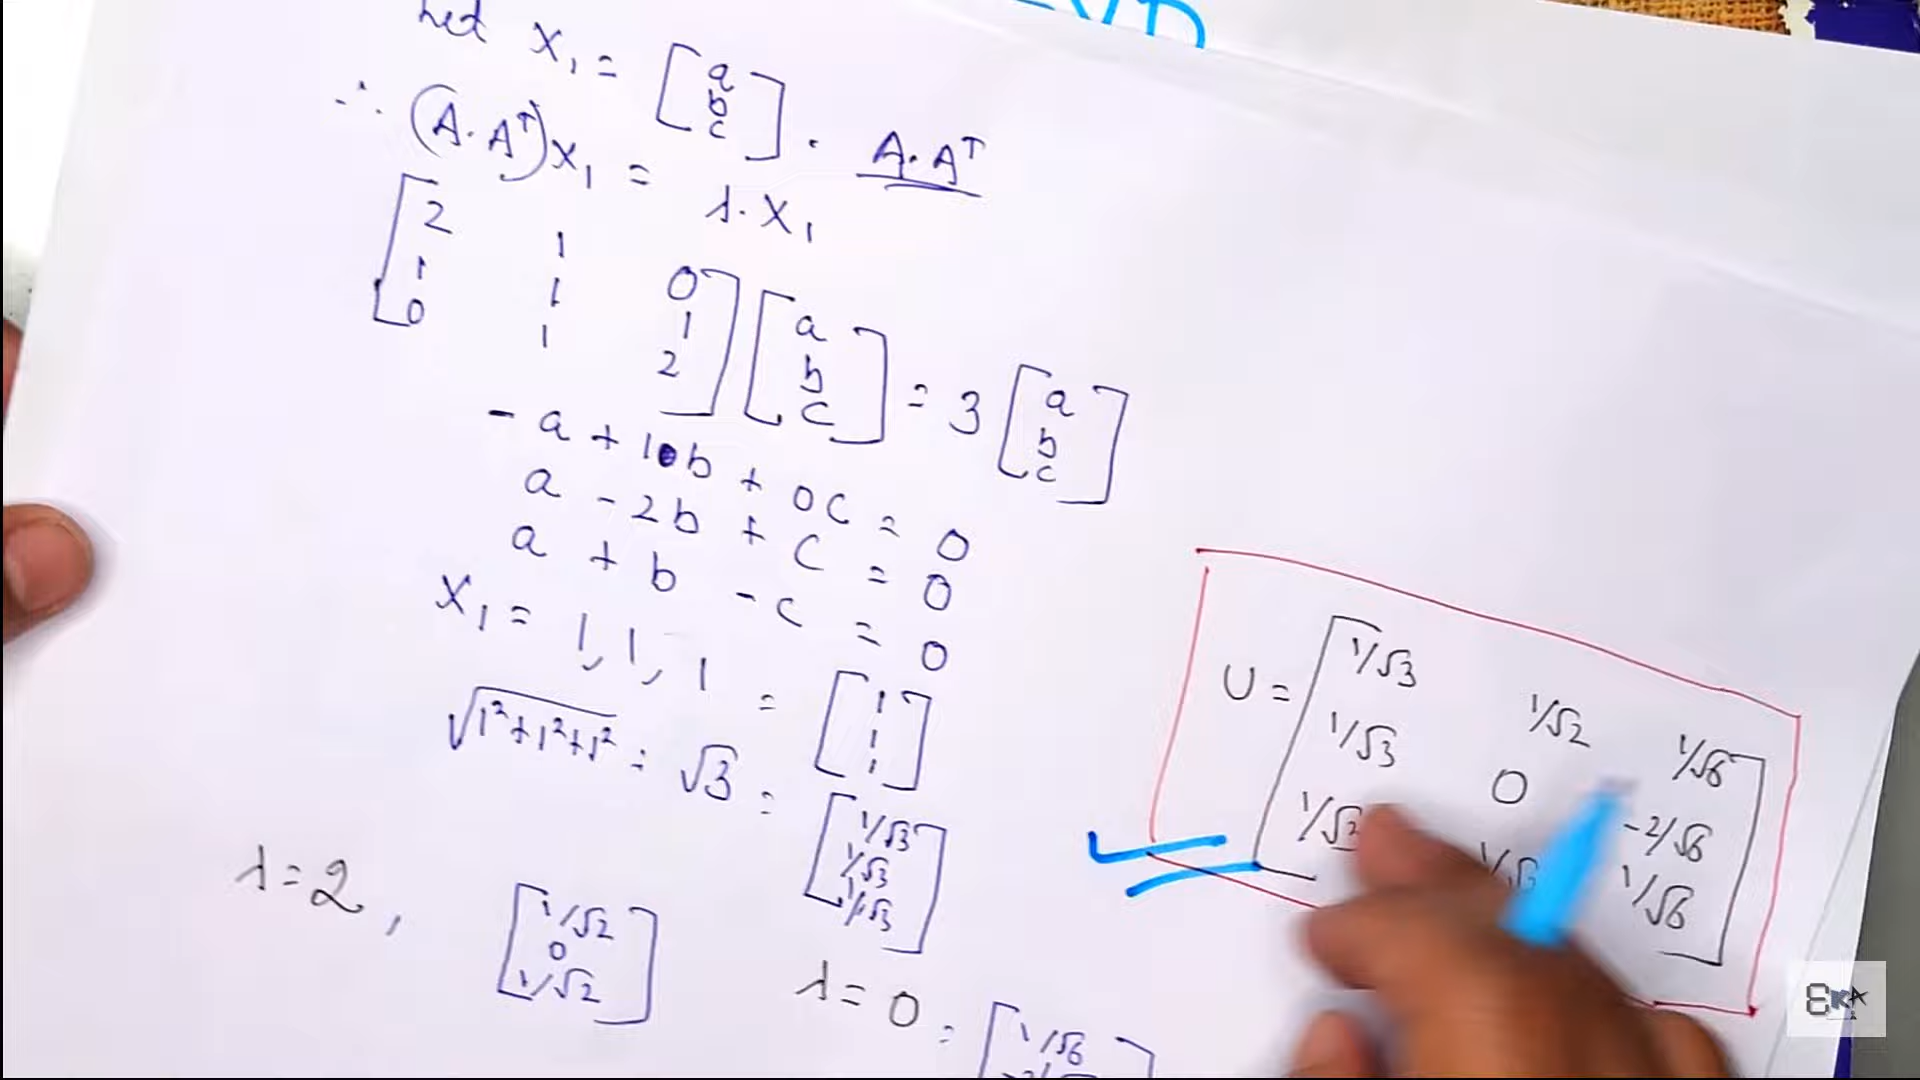 Let X₁ = [a b c] . A.Aᵀ
∴ (A.Aᵀ)X₁ = λ.X₁
[2 1 0
1 1 1
0 1 2] [a b c] = 3 [a b c]
- a + 1b + 0c = 0
a - 2b + c = 0
a + b - c = 0
X₁ = 1, 1, 1 = [1 1 1]
√1²+1²+1² = √3 = [1/√3 1/√3 1/√3]
λ = 2, [1/√2 0 1/√2]
λ = 0 = [1/√6
U = [1/√3 1/√2 1/√6
1/√3 0 -2/√6
1/√3 1/√6]
EKA